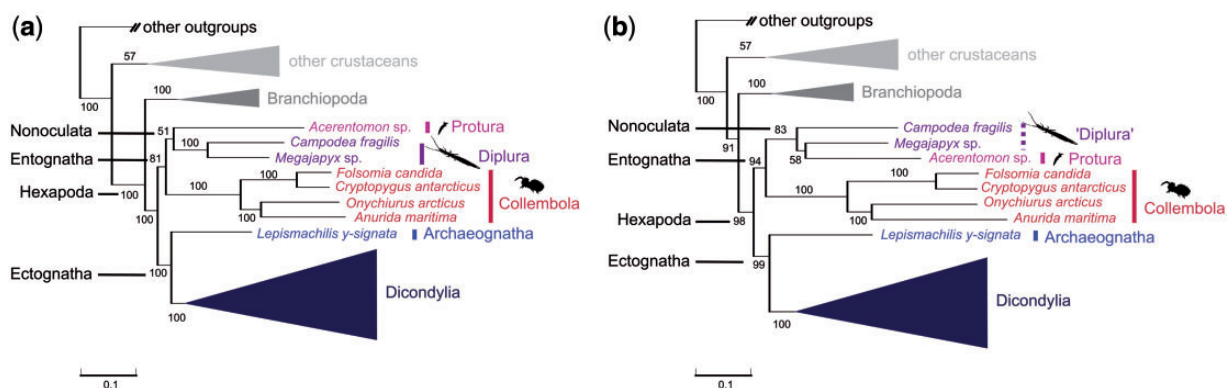 (a)
other outgroups
57
other crustaceans
100
100
Branchiopoda
Nonoculata
51
Acerentomon sp.
Protura
Campodea fragilis
100
Entognatha
81
Megajapyx sp.
Diplura
Folsomia candida
100
100
Cryptopygus antarcticus
Hexapoda
100
Onychiurus arcticus
Collembola
100
100
Anurida maritima
Lepismachilis y-signata
Archaeognatha
Ectognatha
100
Dicondylia
100
0.1
(b)
other outgroups
57
other crustaceans
100
100
Branchiopoda
Nonoculata
83
Campodea fragilis
'Diplura'
91
Megajapyx sp.
Entognatha
94
58
Acerentomon sp.
Protura
Folsomia candida
100
100
Cryptopygus antarcticus
Onychiurus arcticus
Collembola
Hexapoda
98
100
Anurida maritima
Lepismachilis y-signata
Archaeognatha
Ectognatha
99
Dicondylia
100
0.1